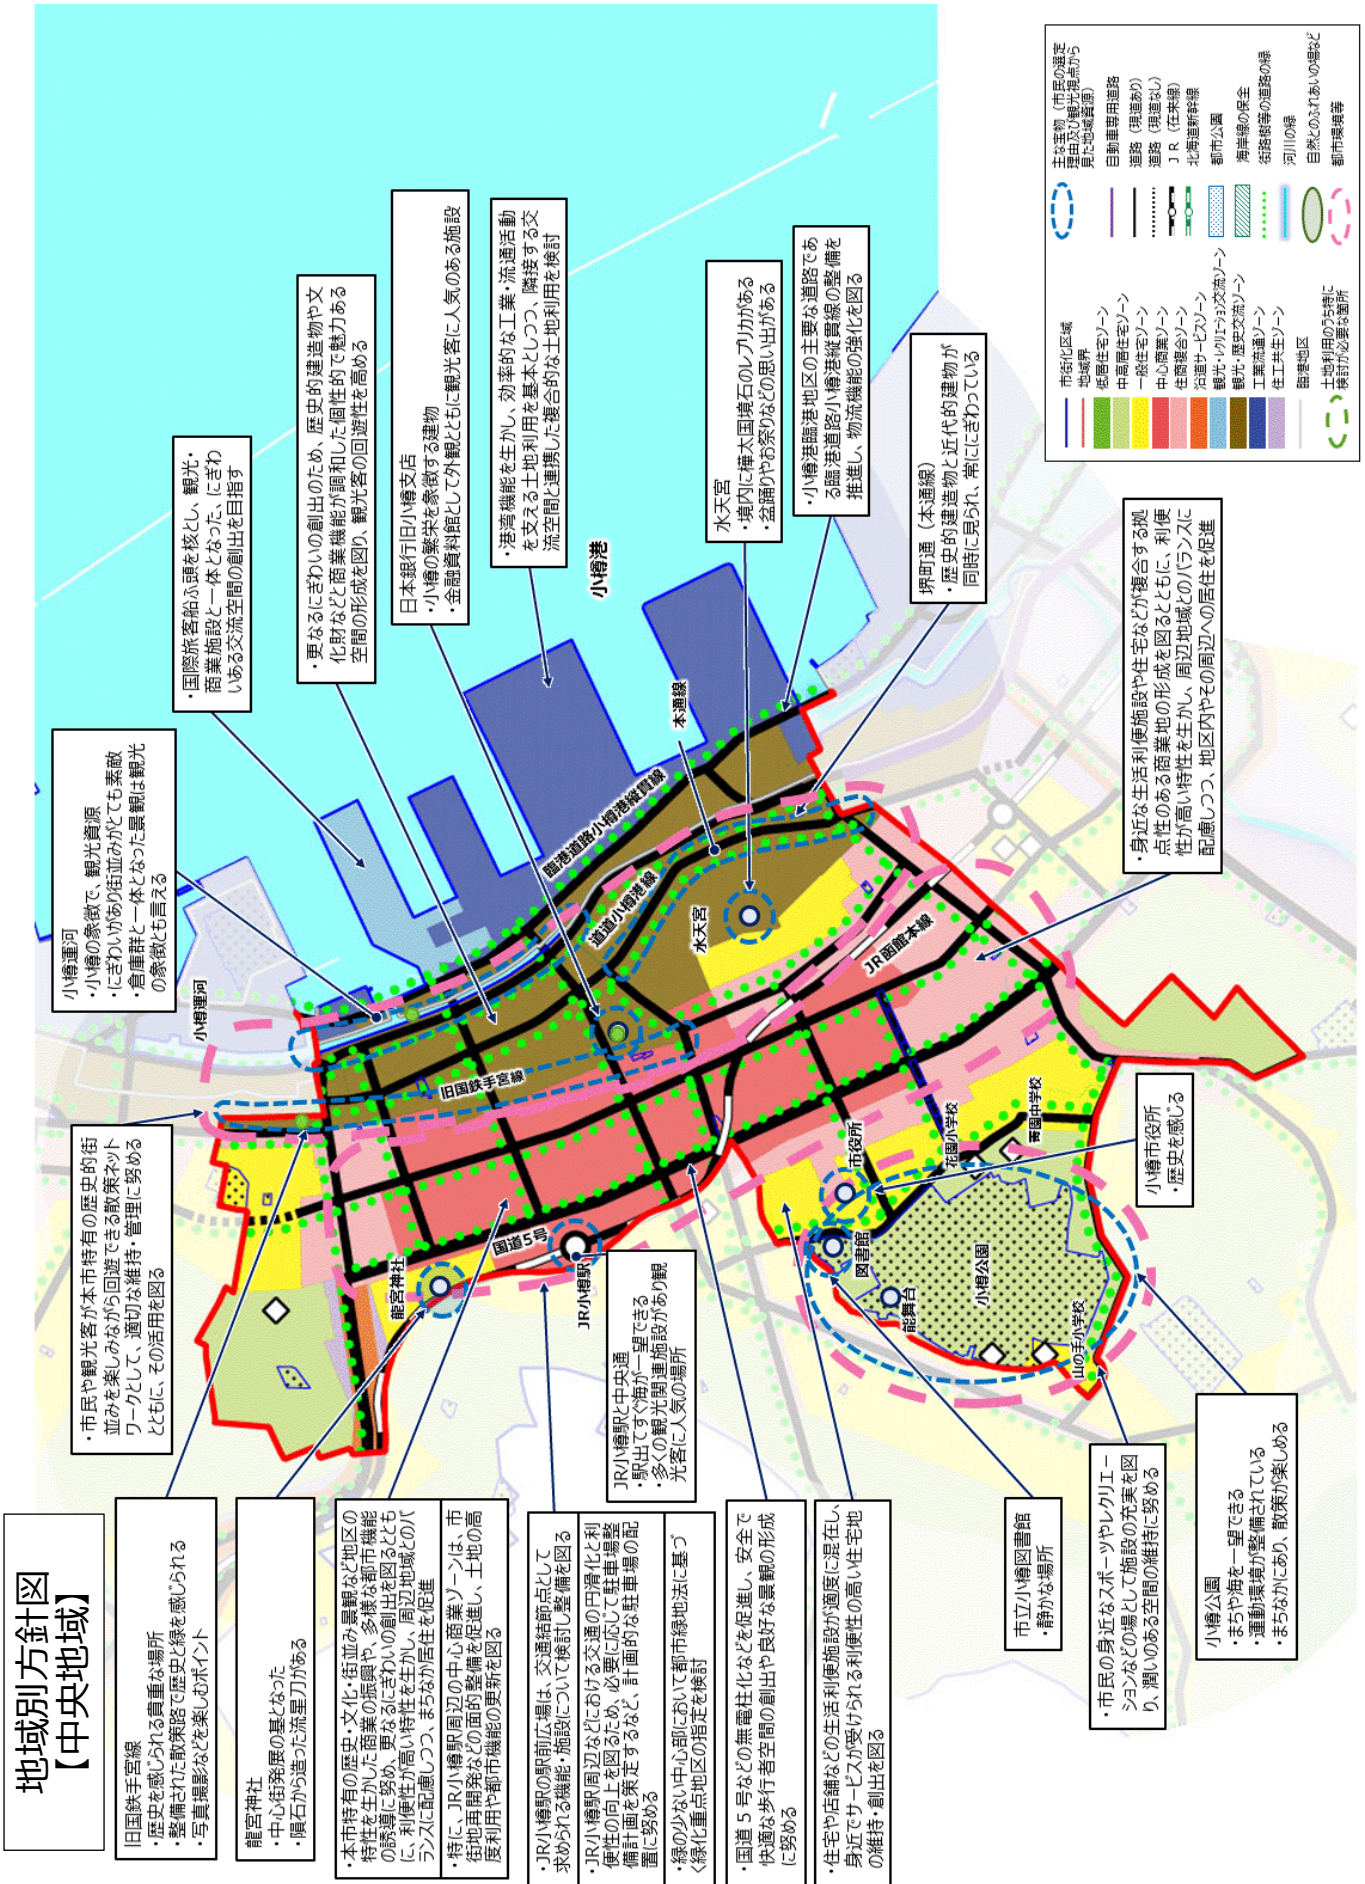 地域別方針図
【中央地域】
旧国鉄手宮線
・歴史を感じられる貴重な場所
・整備された散策路で歴史と緑を感じられる
・写真撮影などを楽しむポイント
龍宮神社
・中心街発展の基となった
・隕石から造った流星刀がある
・本市特有の歴史・文化・街並み景観など地区の
特性を生かした商業の振興や、多様な都市機能
の誘導に努め、更なるにぎわいの創出を図るととも
に、利便性が高い特性を生かし、周辺地域とのバ
ランスに配慮しつつ、まちなか居住を促進
・特に、JR小樽駅周辺の中心商業ゾーンは、市
街地再開発などの面的整備を促進し、土地の高
度利用や都市機能の更新を図る
・JR小樽駅の駅前広場は、交通結節点として
求められる機能・施設について検討し整備を図る
・JR小樽駅周辺などにおける交通の円滑化と利
便性の向上を図るため、必要に応じて駐車場整
備計画を策定するなど、計画的な駐車場の配
置に努める
・緑の少ない中心部において都市緑地法に基づ
く緑化重点地区の指定を検討
・国道5号などの無電柱化などを促進し、安全で
快適な歩行者空間の創出や良好な景観の形成
に努める
・住宅や店舗などの生活利便施設が適度に混在し、
身近でサービスが受けられる利便性の高い住宅地
の維持・創出を図る
市立小樽図書館
・静かな場所
・市民の身近なスポーツやレクリエー
ションなどの場として施設の充実を図
り、潤いのある空間の維持に努める
小樽公園
・まちや海を一望できる
・運動環境が整備されている
・まちなかにあり、散策が楽しめる
・市民や観光客が本市特有の歴史的街
並みを楽しみながら回遊できる散策ネット
ワークとして、適切な維持・管理に努める
とともに、その活用を図る
JR小樽駅と中央通
・駅出てすぐ海が一望できる
・多くの観光関連施設があり観
光客に人気の場所
小樽市役所
・歴史を感じる
小樽運河
・小樽の象徴で、観光資源
・にぎわいがあり街並みがとても素敵
・倉庫群と一体となった景観は観光
の象徴とも言える
・国際旅客船ふ頭を核とし、観光・
商業施設と一体となった、にぎわ
いある交流空間の創出を目指す
・更なるにぎわいの創出のため、歴史的建造物や文
化財などと商業機能が調和した個性的で魅力ある
空間の形成を図り、観光客の回遊性を高める
日本銀行旧小樽支店
・小樽の繁栄を象徴する建物
・金融資料館として外観とともに観光客に人気のある施設
・港湾機能を生かし、効率的な工業・流通活動
を支える土地利用を基本としつつ、隣接する交
流空間と連携した複合的な土地利用を検討
水天宮
・境内に樺太国境石のレプリカがある
・盆踊りやお祭りなどの思い出がある
・小樽港臨港地区の主要な道路であ
る臨港道路小樽港縦貫線の整備を
推進し、物流機能の強化を図る
堺町通（本通線）
・歴史的建造物と近代的建物が
同時に見られ、常ににぎわっている
・身近な生活利便施設や住宅などが複合する拠
点性のある商業地の形成を図るとともに、利便
性が高い特性を生かし、周辺地域とのバランスに
配慮しつつ、地区内やその周辺への居住を促進
小樽運河
旧国鉄手宮線
国道5号
龍宮神社
JR小樽駅
臨港道路小樽港縦貫線
道道小樽港線
本通線
小樽港
水天宮
JR函館本線
市役所
図書館
能舞台
小樽公園
花園小学校
菁園中学校
山の手小学校
市街化区域
地域界
低層住宅ゾーン
中高層住宅ゾーン
一般住宅ゾーン
中心商業ゾーン
住商複合ゾーン
沿道サービスゾーン
観光・レクリエーション交流ゾーン
観光・歴史交流ゾーン
工業流通ゾーン
住工共生ゾーン
臨港地区
土地利用のうち特に
検討が必要な箇所
主な宝物（市民の選定
理由及び観光視点から
見た地域資源）
自動車専用道路
道路（現道あり）
道路（現道なし）
JR（在来線）
北海道新幹線
都市公園
海岸線の保全
街路樹等の道路の緑
河川の緑
自然とのふれあいの場など
都市環境等